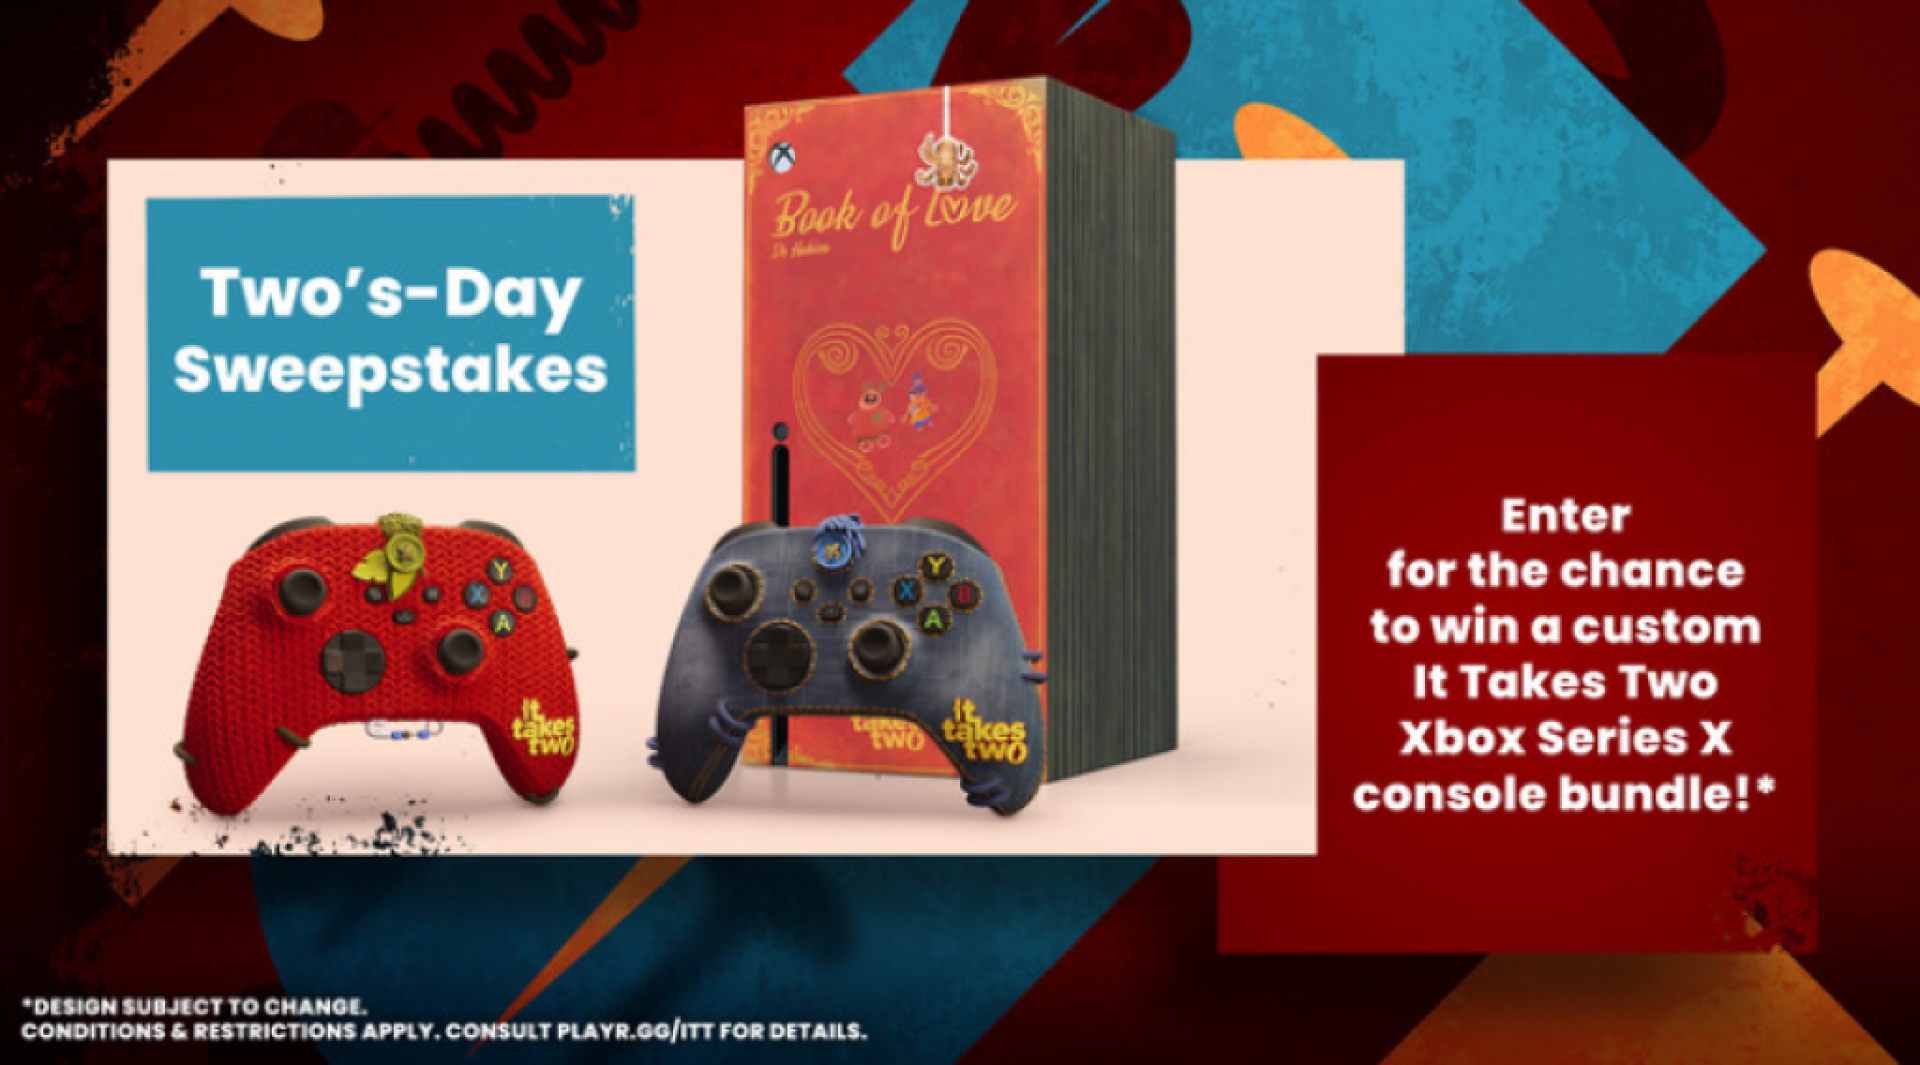 Two’s-Day
Sweepstakes
Book of Love
Y
X
A
Y
X
B
A
It
takes
two
takes
two
It
takes
two
Enter
for the chance
to win a custom
It Takes Two
Xbox Series X
console bundle!*
*DESIGN SUBJECT TO CHANGE.
CONDITIONS & RESTRICTIONS APPLY. CONSULT PLAYR.GG/ITT FOR DETAILS.